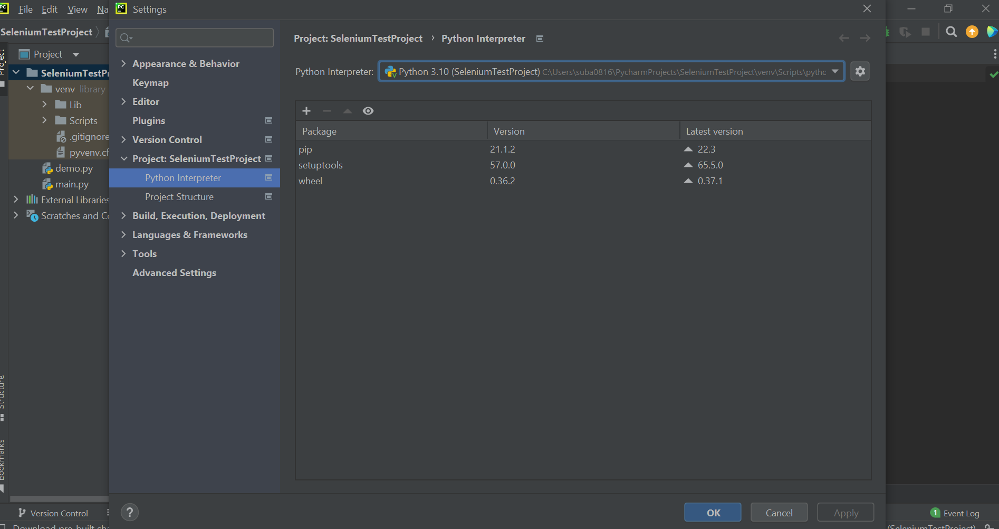 PC
File Edit View Na
PC Settings
SeleniumTestProject
Project
Project
SeleniumTestPr
venv library
Lib
Scripts
.gitignore
pyvenv.cf
demo.py
main.py
External Libraries
Scratches and Co
Structure
Bookmarks
Appearance & Behavior
Keymap
Editor
Plugins
Version Control
Project: SeleniumTestProject
Python Interpreter
Project Structure
Build, Execution, Deployment
Languages & Frameworks
Tools
Advanced Settings
Project: SeleniumTestProject › Python Interpreter
Python Interpreter: Python 3.10 (SeleniumTestProject) C:\Users\suba0816\PycharmProjects\SeleniumTestProject\venv\Scripts\pythc
Package Version Latest version
pip 21.1.2 22.3
setuptools 57.0.0 65.5.0
wheel 0.36.2 0.37.1
? OK Cancel Apply
Version Control 1 Event Log
Download pre-built sha (SeleniumTestProject)